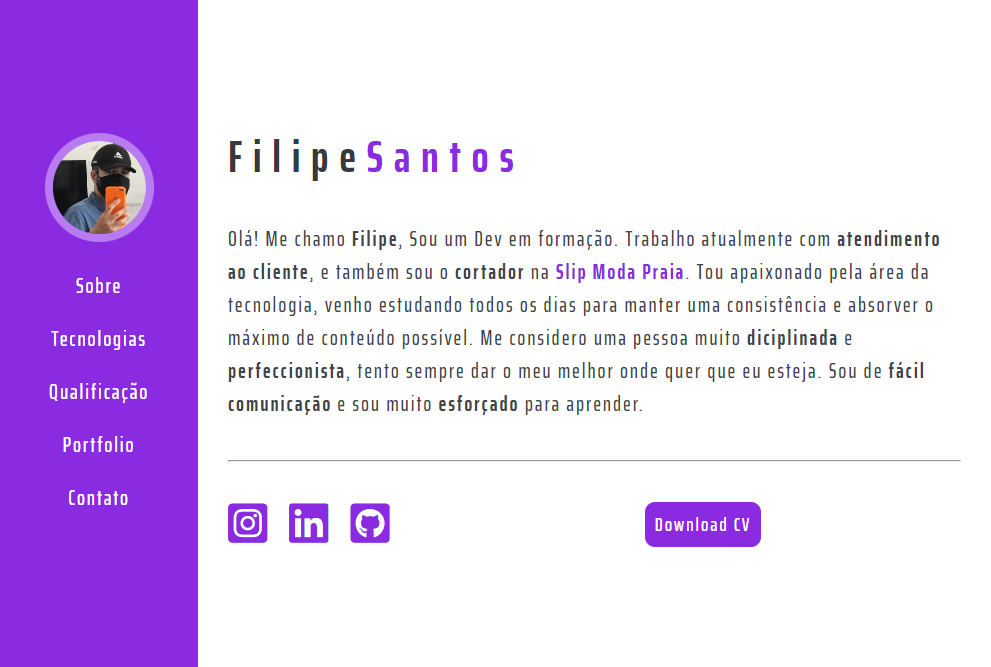 Sobre
Tecnologias
Qualificação
Portfolio
Contato
FilipeSantos
Olá! Me chamo Filipe, Sou um Dev em formação. Trabalho atualmente com atendimento
ao cliente, e também sou o cortador na Slip Moda Praia. Tou apaixonado pela área da
tecnologia, venho estudando todos os dias para manter uma consistência e absorver o
máximo de conteúdo possível. Me considero uma pessoa muito diciplinada e
perfeccionista, tento sempre dar o meu melhor onde quer que eu esteja. Sou de fácil
comunicação e sou muito esforçado para aprender.
in
Download CV